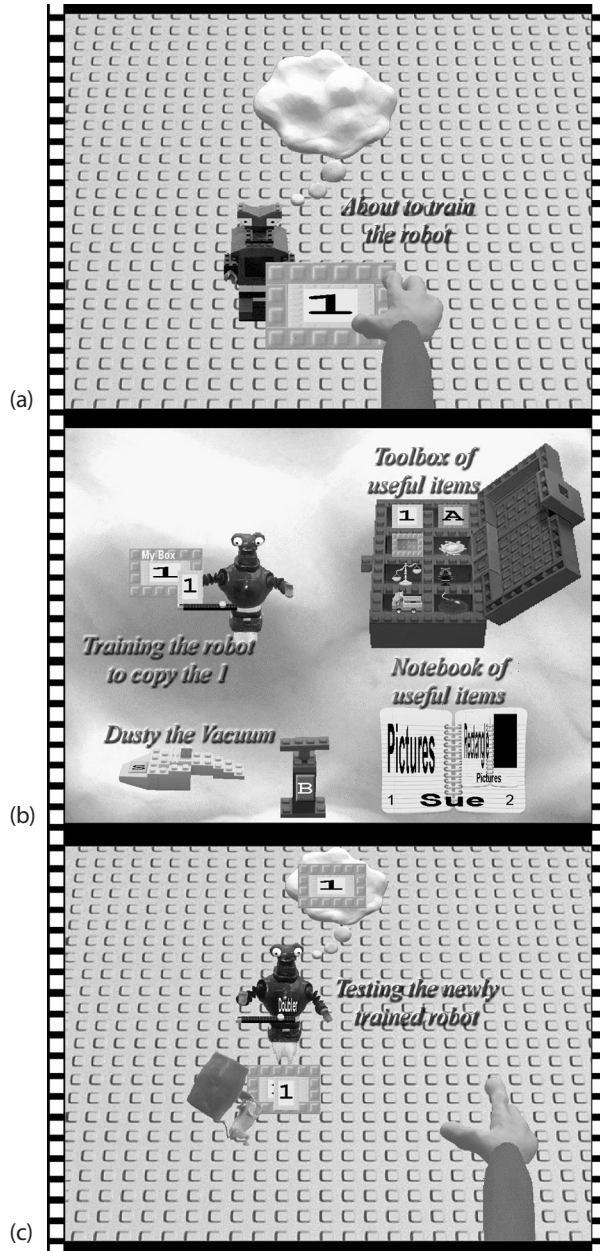 About to train
the robot
1
(a)
Toolbox of
useful items
1 A
My Box
1
1
Training the robot
to copy the 1
Notebook of
useful items
Dusty the Vacuum
S
B
Pictures
Rectangle
Pictures
1 Sue 2
(b)
1
Doubler
Testing the newly
trained robot
1
(c)